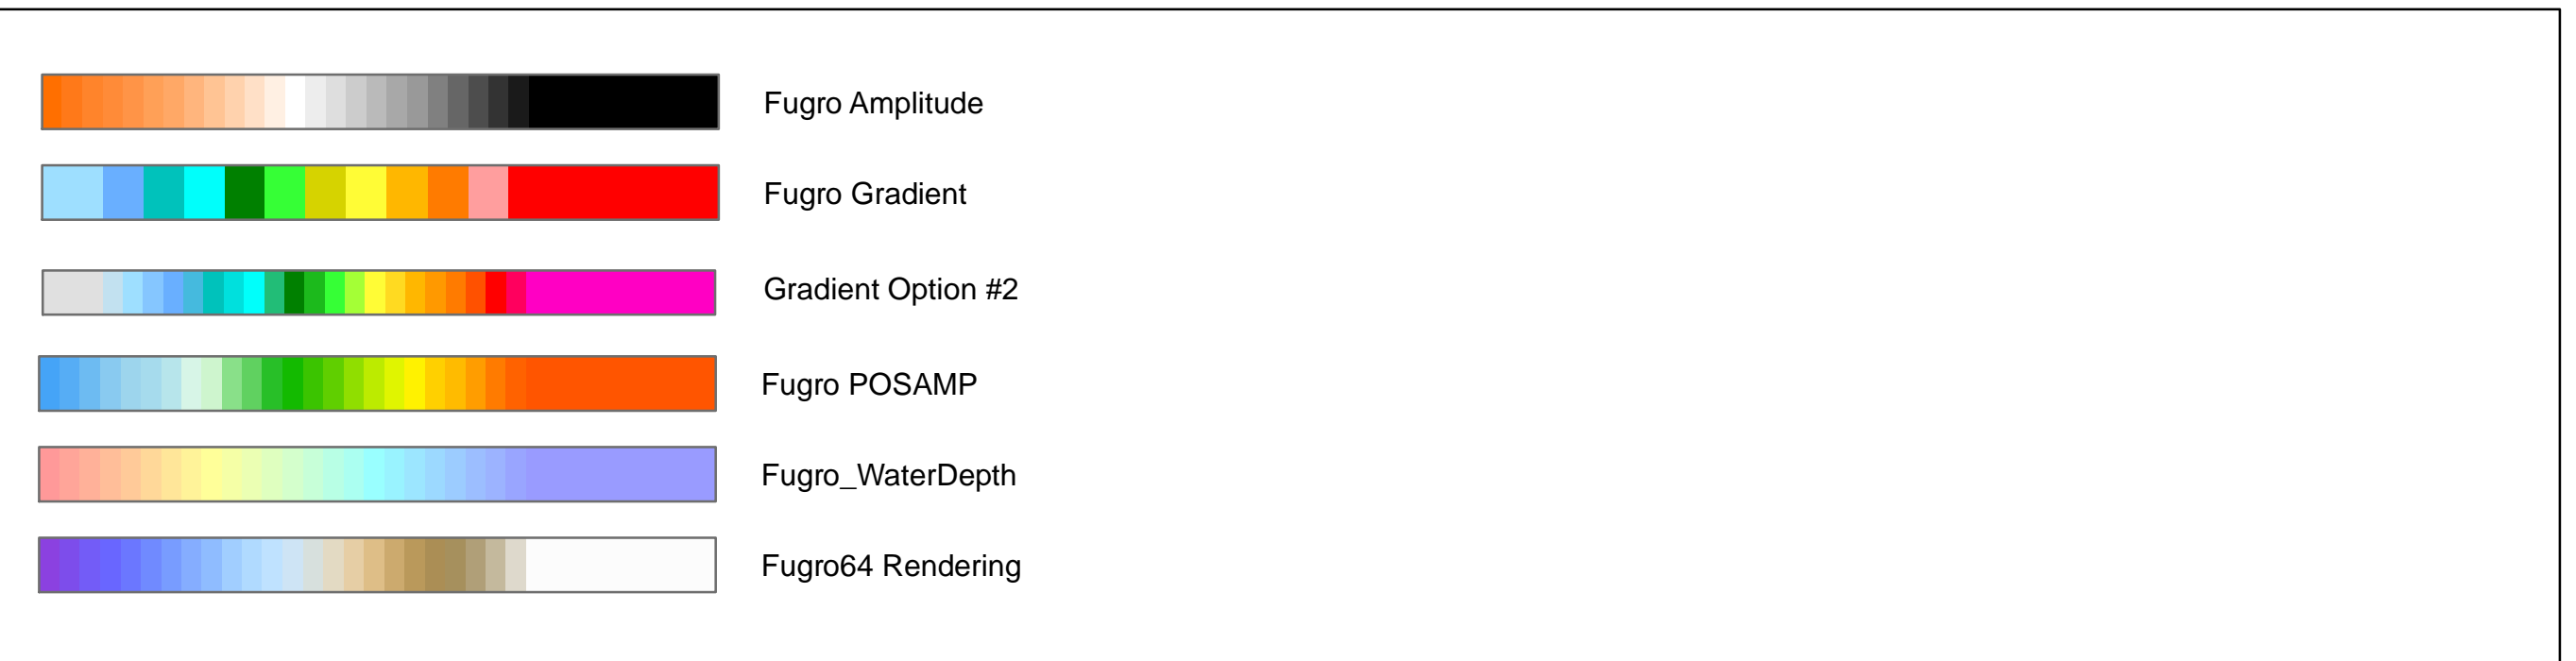 Fugro Amplitude
Fugro Gradient
Gradient Option #2
Fugro POSAMP
Fugro_WaterDepth
Fugro64 Rendering